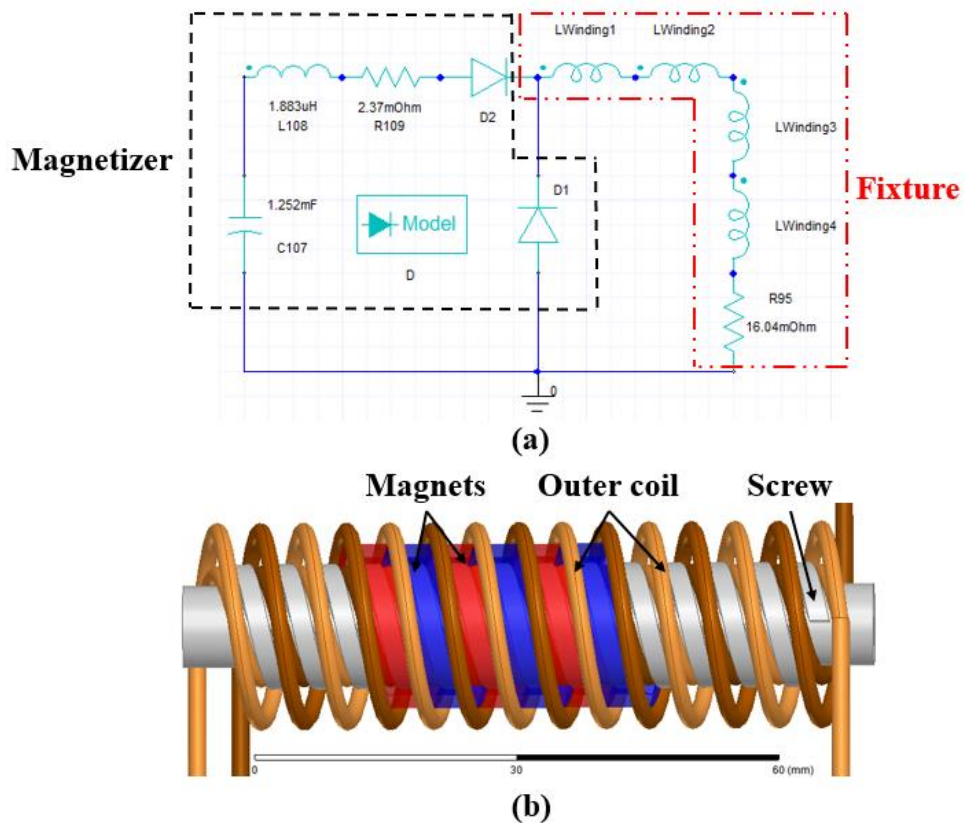 LWinding1 LWinding2
1.883uH
L108
2.37mOhm
R109
D2
LWinding3
Magnetizer
Fixture
D1
1.252mF
C107
Model
D
LWinding4
R95
16.04mOhm
0
(a)
Magnets Outer coil Screw
0 30 60 (mm)
(b)